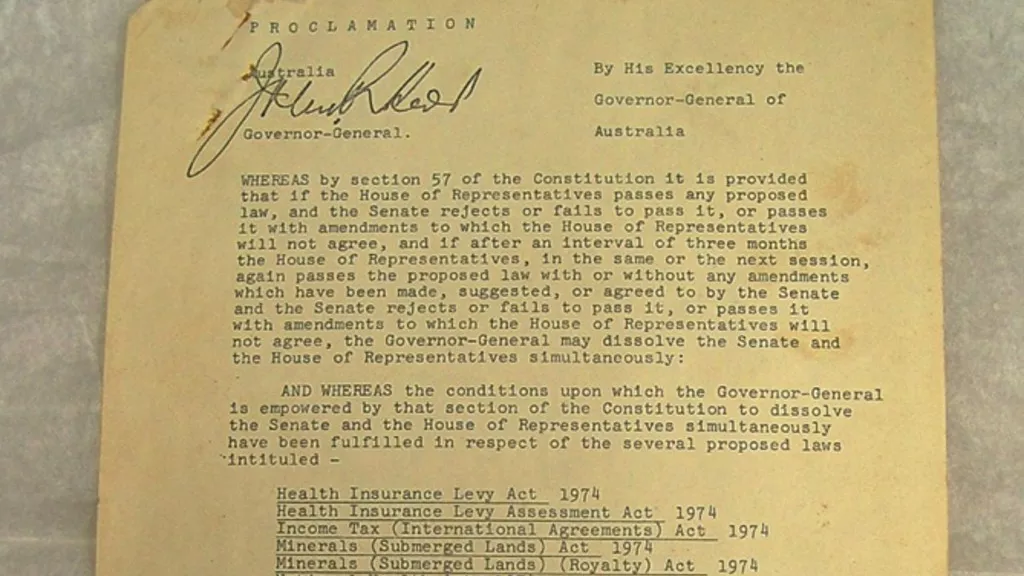 PROCLAMATION
Australia
Governor-General.
By His Excellency the
Governor-General of
Australia
WHEREAS by section 57 of the Constitution it is provided
that if the House of Representatives passes any proposed
law, and the Senate rejects or fails to pass it, or passes
it with amendments to which the House of Representatives
will not agree, and if after an interval of three months
the House of Representatives, in the same or the next session,
again passes the proposed law with or without any amendments
which have been made, suggested, or agreed to by the Senate
and the Senate rejects or fails to pass it, or passes it
with amendments to which the House of Representatives will
not agree, the Governor-General may dissolve the Senate and
the House of Representatives simultaneously:
AND WHEREAS the conditions upon which the Governor-General
is empowered by that section of the Constitution to dissolve
the Senate and the House of Representatives simultaneously
have been fulfilled in respect of the several proposed laws
intituled -
Health Insurance Levy Act 1974
Health Insurance Levy Assessment Act 1974
Income Tax (International Agreements) Act 1974
Minerals (Submerged Lands) Act 1974
Minerals (Submerged Lands) (Royalty) Act 1974